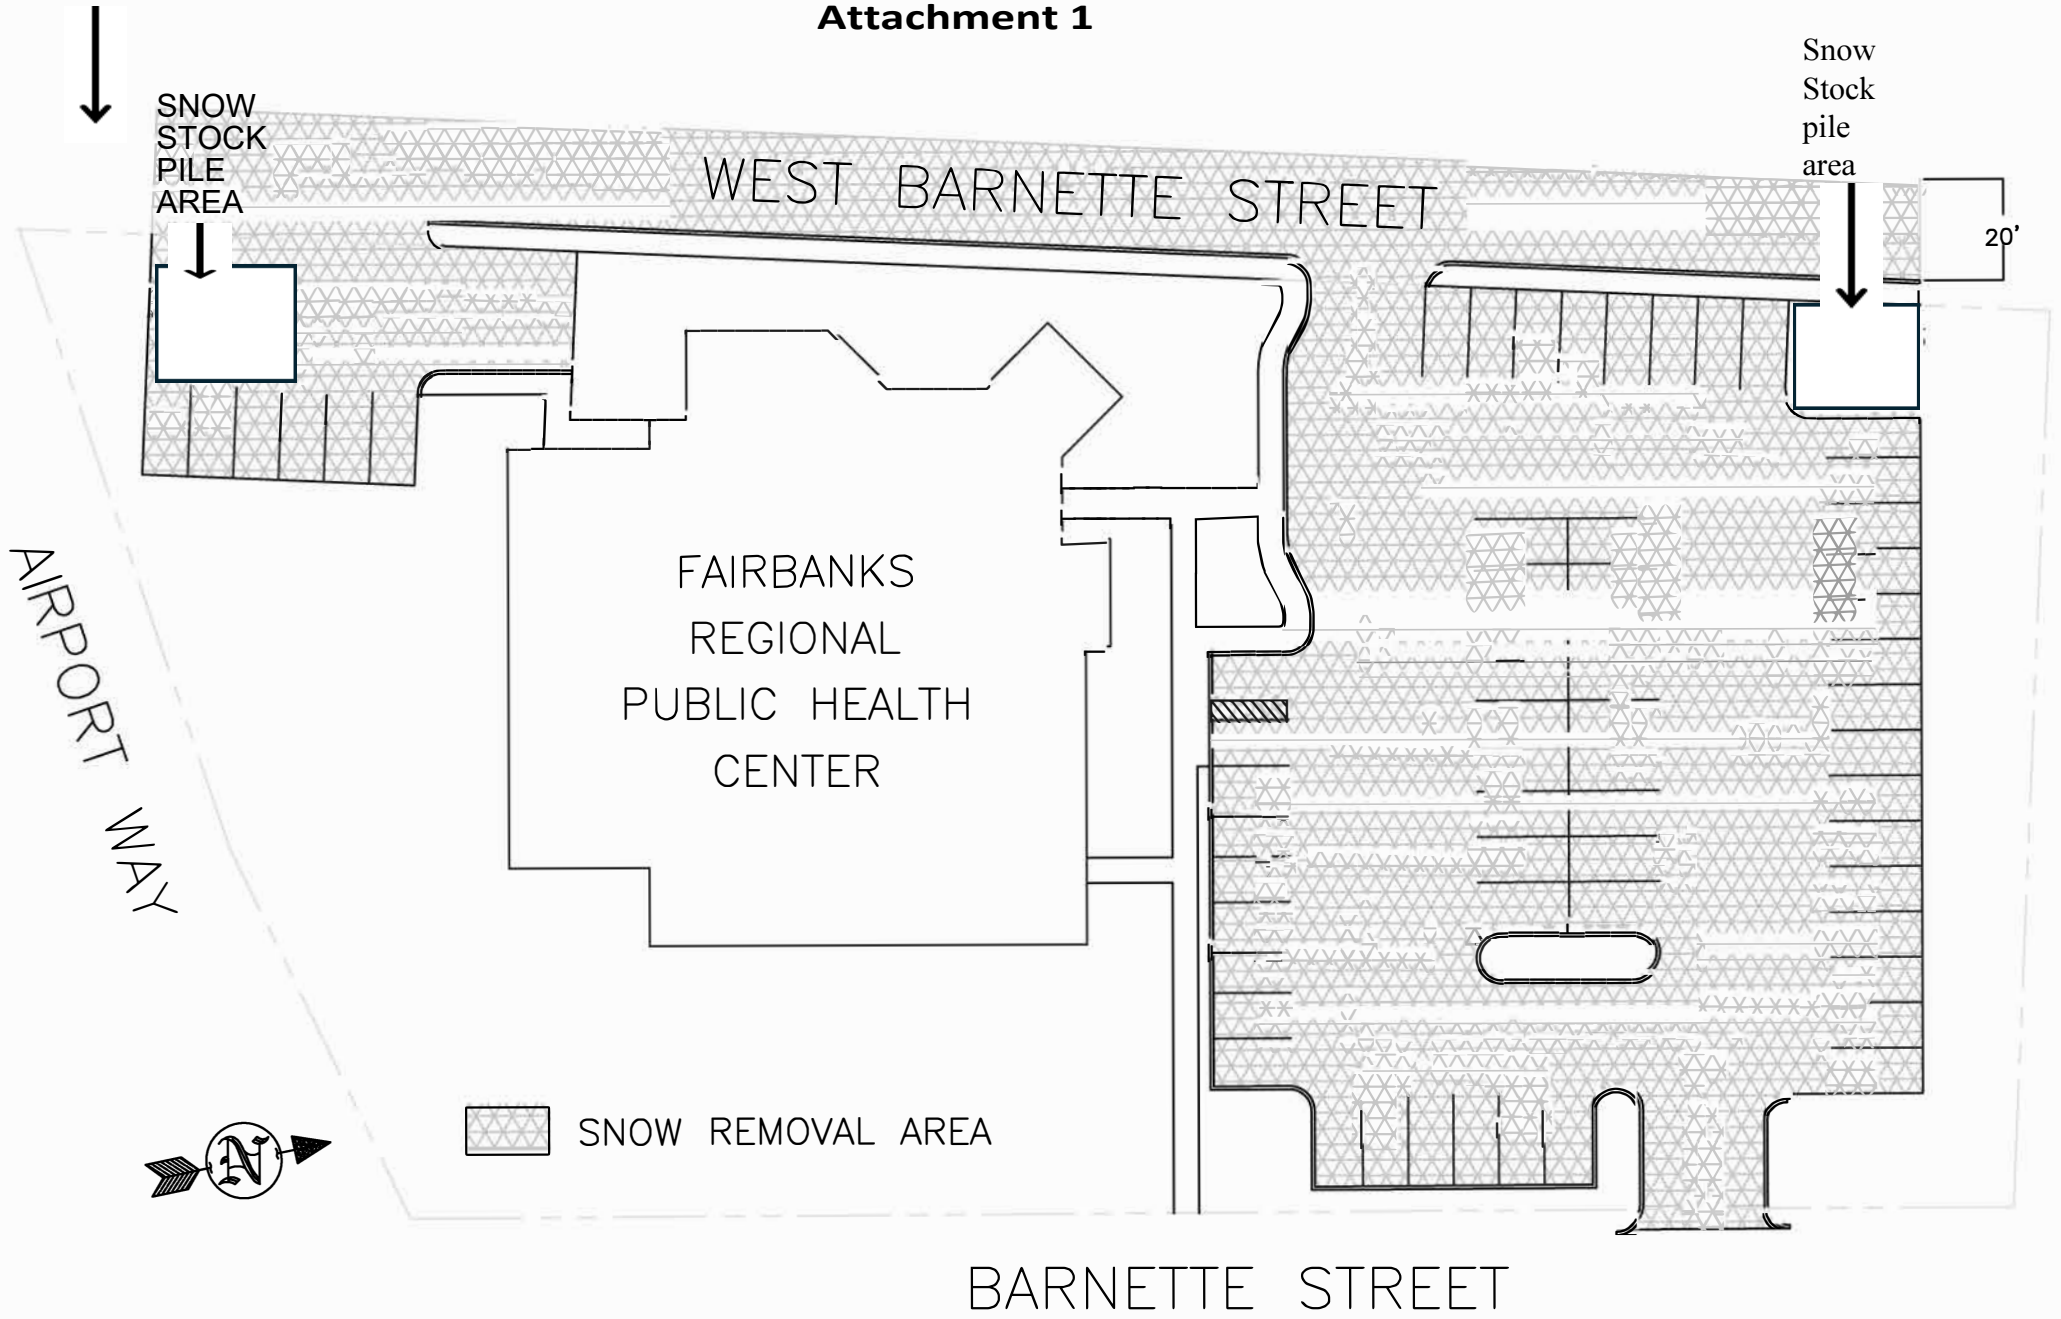 Attachment 1
SNOW
STOCK
PILE
AREA
Snow
Stock
pile
area
WEST BARNETTE STREET
20'
AIRPORT WAY
FAIRBANKS
REGIONAL
PUBLIC HEALTH
CENTER
SNOW REMOVAL AREA
N
BARNETTE STREET